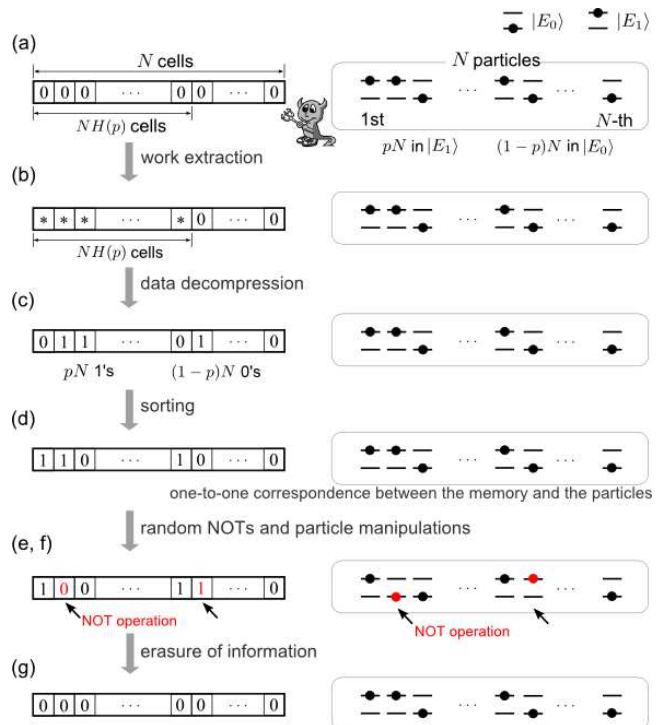 |E₀⟩ |E₁⟩
(a)
N cells
0 0 0 ··· 0 0 ··· 0
NH(p) cells
N particles
··· ···
1st N-th
pN in |E₁⟩ (1 − p)N in |E₀⟩
work extraction
(b)
* * * ··· * 0 ··· 0
NH(p) cells
··· ···
data decompression
(c)
0 1 1 ··· 0 1 ··· 0
pN 1's (1 − p)N 0's
··· ···
sorting
(d)
1 1 0 ··· 1 0 ··· 0
··· ···
one-to-one correspondence between the memory and the particles
random NOTs and particle manipulations
(e, f)
1 0 0 ··· 1 1 ··· 0
NOT operation
··· ···
NOT operation
erasure of information
(g)
0 0 0 ··· 0 0 ··· 0
··· ···